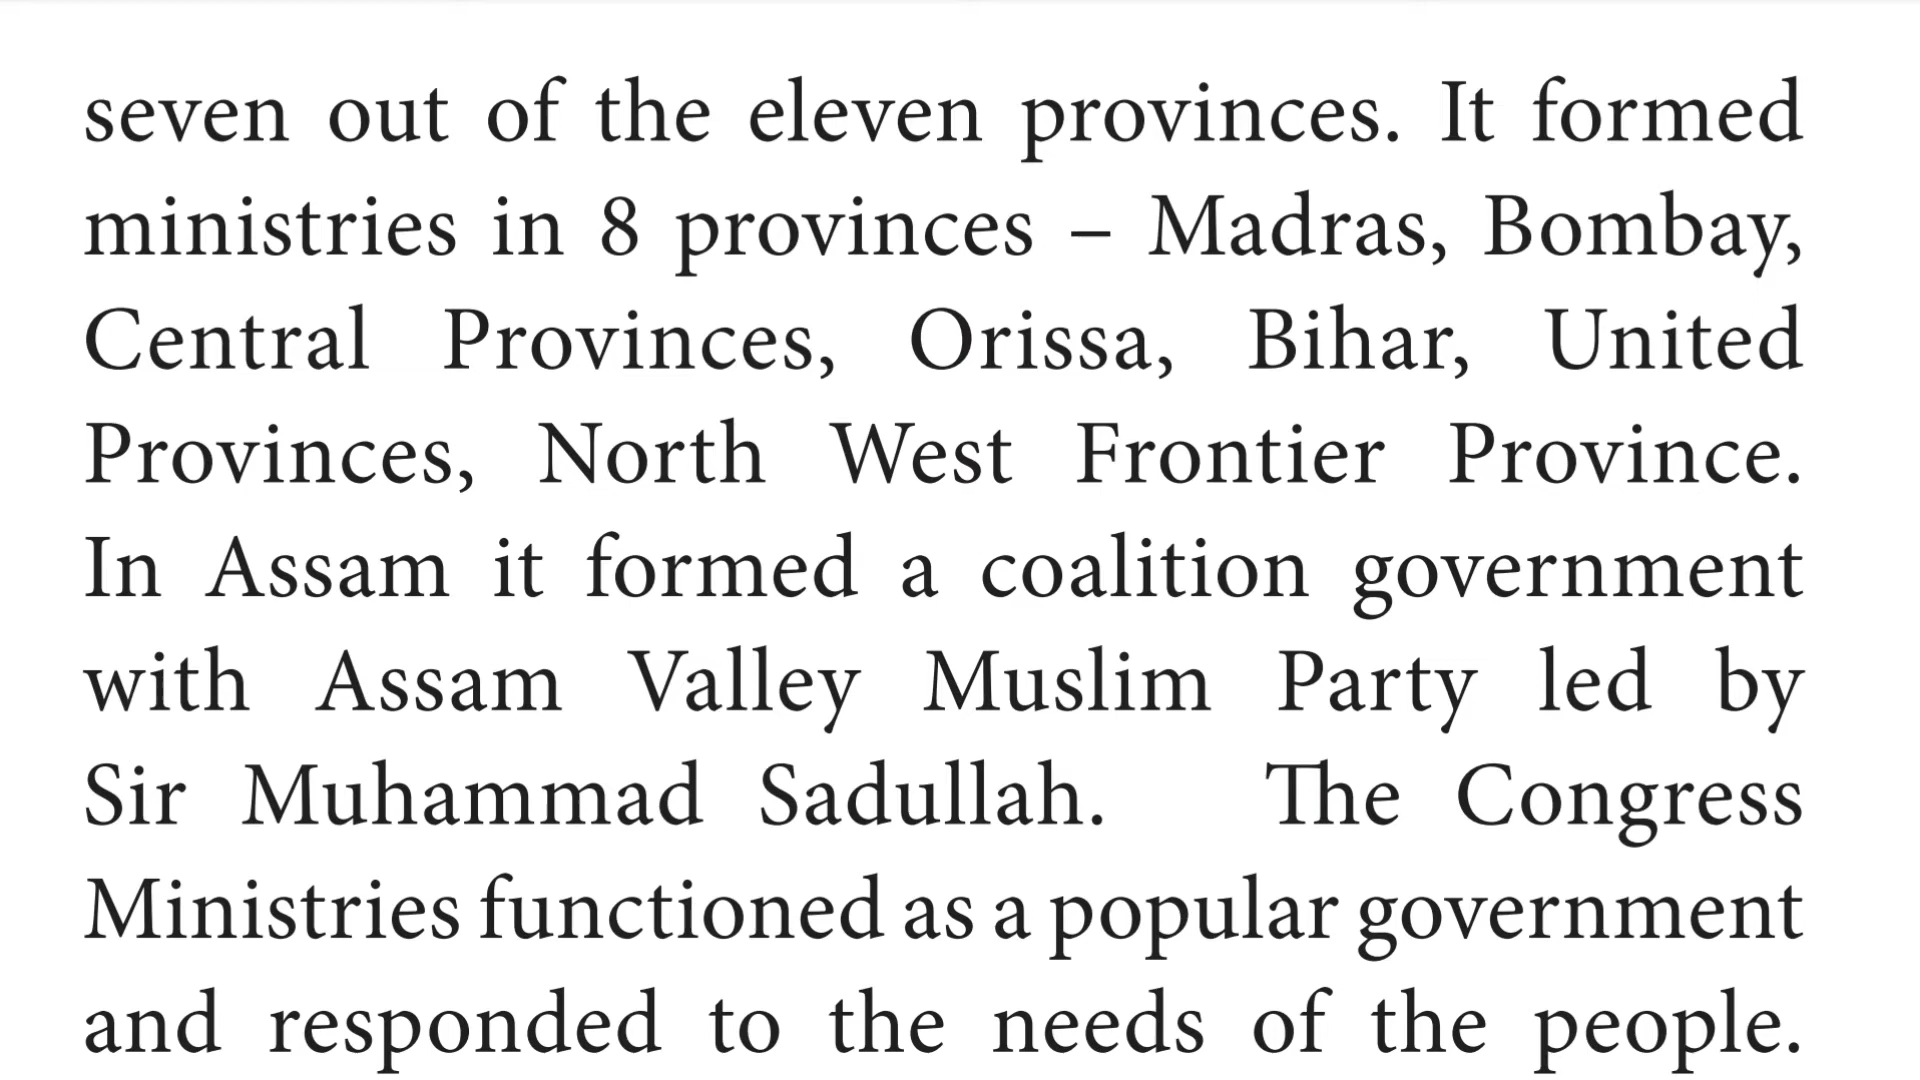 seven out of the eleven provinces. It formed
ministries in 8 provinces – Madras, Bombay,
Central Provinces, Orissa, Bihar, United
Provinces, North West Frontier Province.
In Assam it formed a coalition government
with Assam Valley Muslim Party led by
Sir Muhammad Sadullah. The Congress
Ministries functioned as a popular government
and responded to the needs of the people.